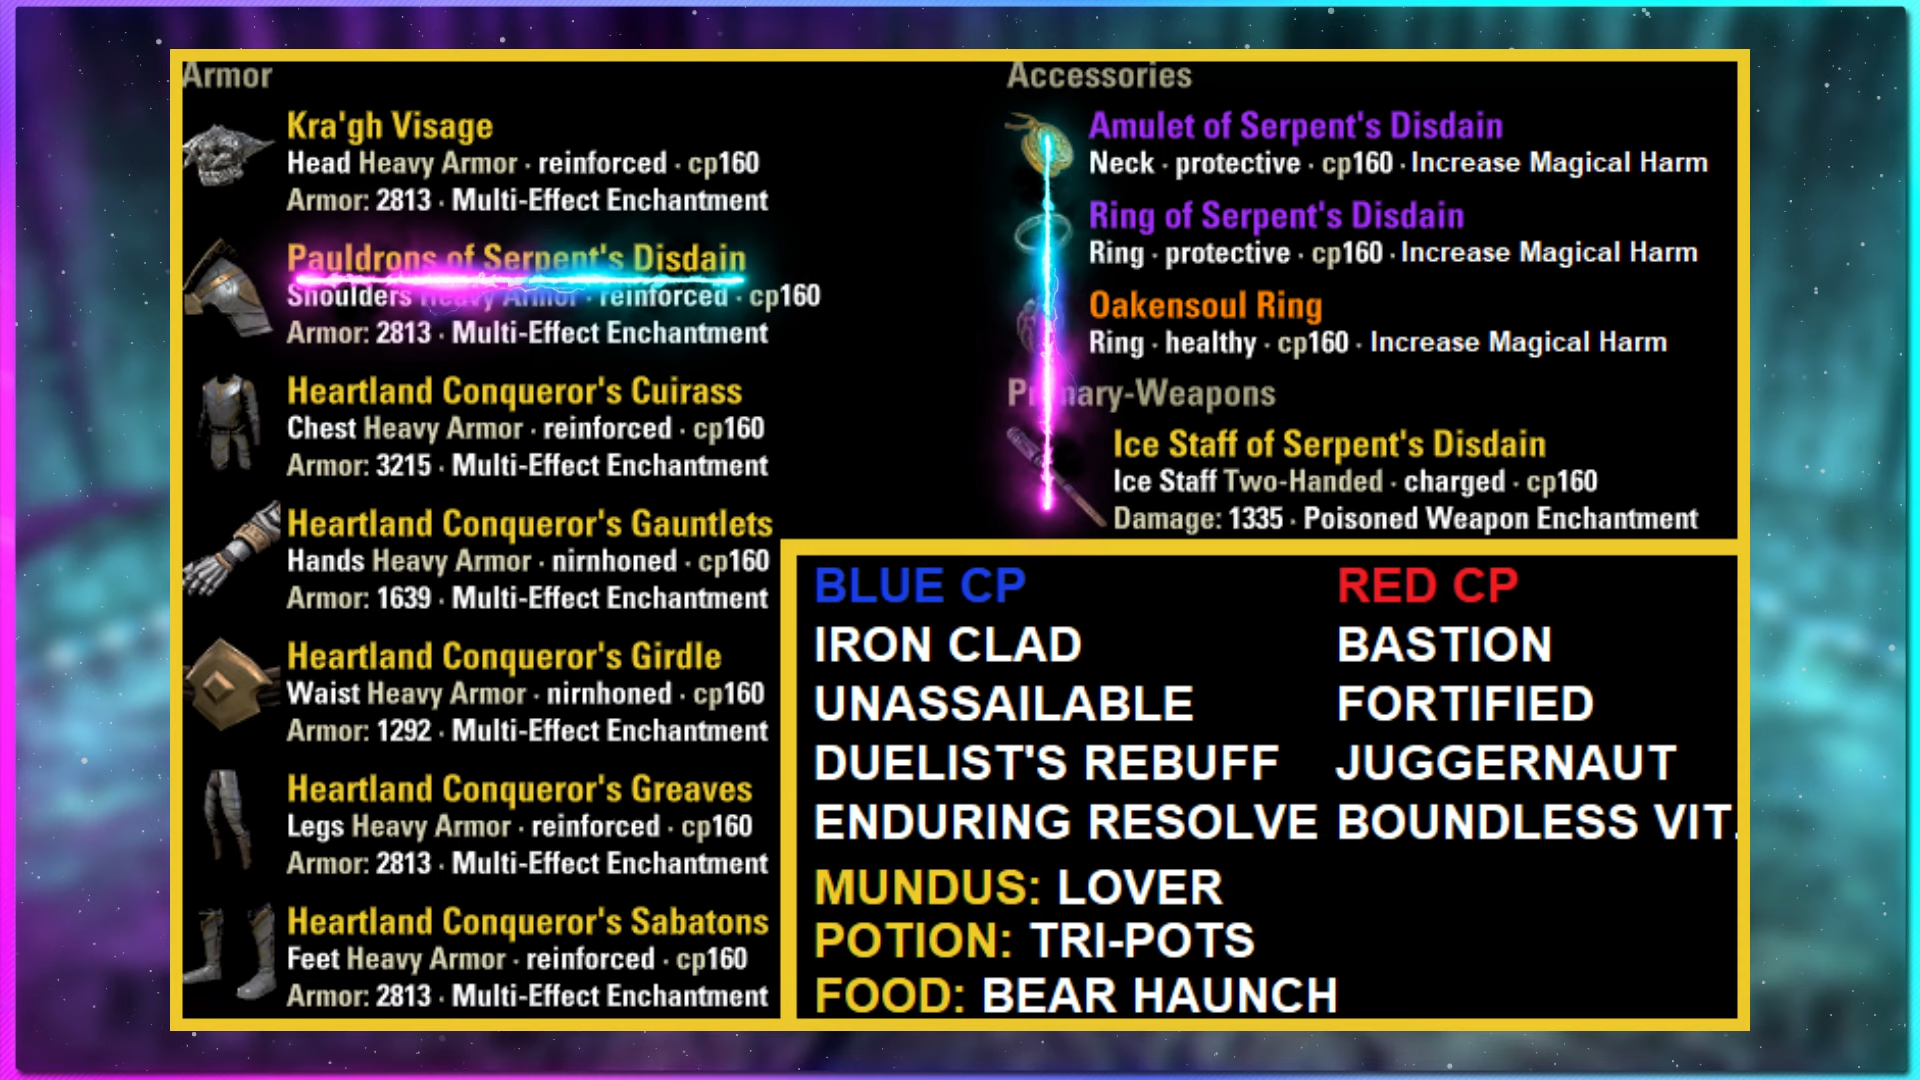 Armor
Kra'gh Visage
Head Heavy Armor · reinforced · cp160
Armor: 2813 · Multi-Effect Enchantment
Pauldrons of Serpent's Disdain
Shoulders Heavy Armor · reinforced · cp160
Armor: 2813 · Multi-Effect Enchantment
Heartland Conqueror's Cuirass
Chest Heavy Armor · reinforced · cp160
Armor: 3215 · Multi-Effect Enchantment
Heartland Conqueror's Gauntlets
Hands Heavy Armor · nirnhoned · cp160
Armor: 1639 · Multi-Effect Enchantment
Heartland Conqueror's Girdle
Waist Heavy Armor · nirnhoned · cp160
Armor: 1292 · Multi-Effect Enchantment
Heartland Conqueror's Greaves
Legs Heavy Armor · reinforced · cp160
Armor: 2813 · Multi-Effect Enchantment
Heartland Conqueror's Sabatons
Feet Heavy Armor · reinforced · cp160
Armor: 2813 · Multi-Effect Enchantment
Accessories
Amulet of Serpent's Disdain
Neck · protective · cp160 · Increase Magical Harm
Ring of Serpent's Disdain
Ring · protective · cp160 · Increase Magical Harm
Oakensoul Ring
Ring · healthy · cp160 · Increase Magical Harm
Primary-Weapons
Ice Staff of Serpent's Disdain
Ice Staff Two-Handed · charged · cp160
Damage: 1335 · Poisoned Weapon Enchantment
BLUE CP
IRON CLAD
UNASSAILABLE
DUELIST'S REBUFF
ENDURING RESOLVE
RED CP
BASTION
FORTIFIED
JUGGERNAUT
BOUNDLESS VIT.
MUNDUS: LOVER
POTION: TRI-POTS
FOOD: BEAR HAUNCH